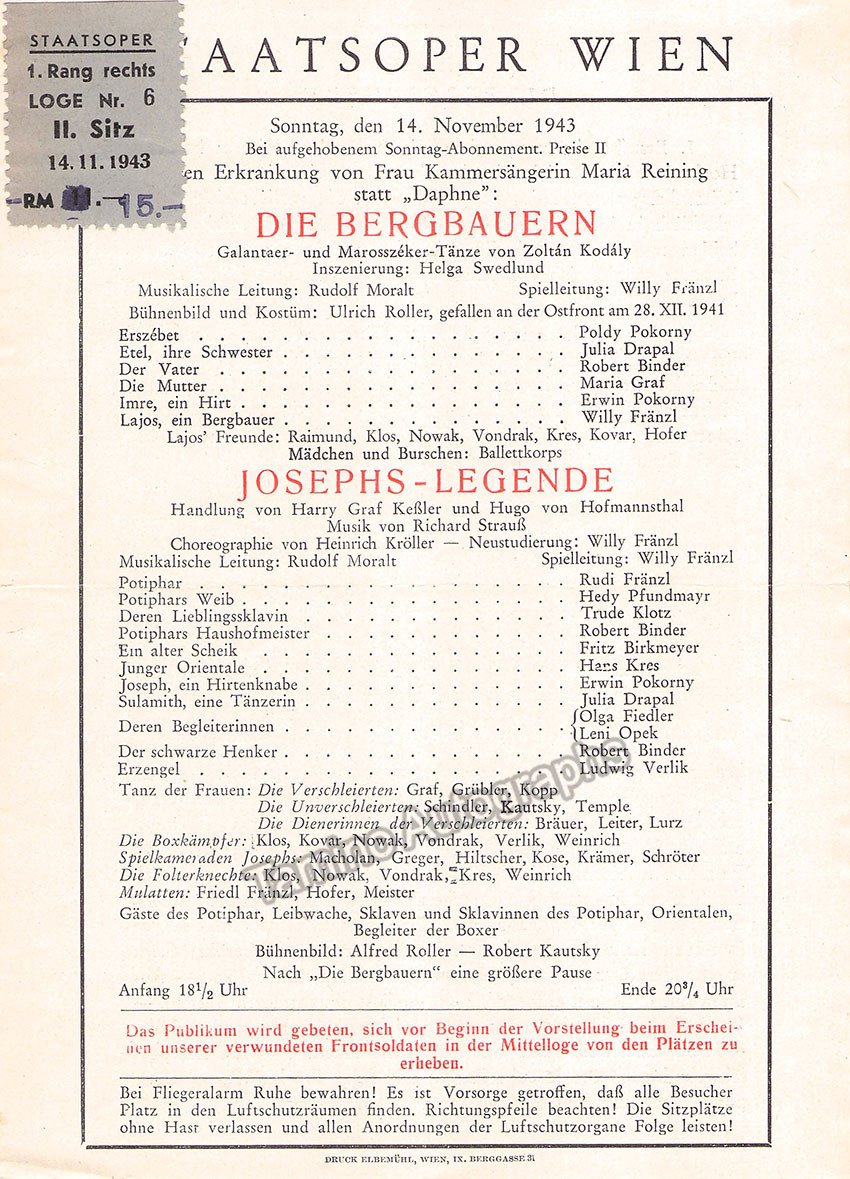 STAATSOPER
1. Rang rechts
LOGE Nr. 6
II. Sitz
14.11.1943
RM 15.-
TAATSOPER WIEN
Sonntag, den 14. November 1943
Bei aufgehobenem Sonntag-Abonnement. Preise II
en Erkrankung von Frau Kammersängerin Maria Reining
statt „Daphne“:
DIE BERGBAUERN
Galantaer- und Marosszéker-Tänze von Zoltán Kodály
Inszenierung: Helga Swedlund
Musikalische Leitung: Rudolf Moralt Spielleitung: Willy Fränzl
Bühnenbild und Kostüm: Ulrich Roller, gefallen an der Ostfront am 28. XII. 1941
Erszébet . . . . . . . . . . . . . . . . . . Poldy Pokorny
Etel, ihre Schwester . . . . . . . . . . . . . . Julia Drapal
Der Vater . . . . . . . . . . . . . . . . . Robert Binder
Die Mutter . . . . . . . . . . . . . . . . . Maria Graf
Imre, ein Hirt . . . . . . . . . . . . . . . . Erwin Pokorny
Lajos, ein Bergbauer . . . . . . . . . . . . . . Willy Fränzl
Lajos’ Freunde: Raimund, Klos, Nowak, Vondrak, Kres, Kovar, Hofer
Mädchen und Burschen: Ballettkorps
JOSEPHS-LEGENDE
Handlung von Harry Graf Keßler und Hugo von Hofmannsthal
Musik von Richard Strauß
Choreographie von Heinrich Kröller — Neustudierung: Willy Fränzl
Musikalische Leitung: Rudolf Moralt Spielleitung: Willy Fränzl
Potiphar . . . . . . . . . . . . . . . . . . Rudi Fränzl
Potiphars Weib . . . . . . . . . . . . . . . . Hedy Pfundmayr
Deren Lieblingssklavin . . . . . . . . . . . . . Trude Klotz
Potiphars Haushofmeister . . . . . . . . . . . . Robert Binder
Ein alter Scheik . . . . . . . . . . . . . . . Fritz Birkmeyer
Junger Orientale . . . . . . . . . . . . . . . Hans Kres
Joseph, ein Hirtenknabe . . . . . . . . . . . . . Erwin Pokorny
Sulamith, eine Tänzerin . . . . . . . . . . . . . Julia Drapal
Deren Begleiterinnen . . . . . . . . . . . . . . {Olga Fiedler
{Leni Opek
Der schwarze Henker . . . . . . . . . . . . . . Robert Binder
Erzengel . . . . . . . . . . . . . . . . . . Ludwig Verlik
Tanz der Frauen: Die Verschleierten: Graf, Grübler, Kopp
Die Unverschleierten: Schindler, Kautsky, Temple
Die Dienerinnen der Verschleierten: Bräuer, Leiter, Lurz
Die Boxkämpfer: Klos, Kovar, Nowak, Vondrak, Verlik, Weinrich
Spielkameraden Josephs: Macholan, Greger, Hiltscher, Kose, Krämer, Schröter
Die Folterknechte: Klos, Nowak, Vondrak, Kres, Weinrich
Mulatten: Friedl Fränzl, Hofer, Meister
Gäste des Potiphar, Leibwache, Sklaven und Sklavinnen des Potiphar, Orientalen,
Begleiter der Boxer
Bühnenbild: Alfred Roller — Robert Kautsky
Nach „Die Bergbauern“ eine größere Pause
Anfang 18½ Uhr Ende 20¾ Uhr
Das Publikum wird gebeten, sich vor Beginn der Vorstellung beim Erschei-
nen unserer verwundeten Frontsoldaten in der Mittelloge von den Plätzen zu
erheben.
Bei Fliegeralarm Ruhe bewahren! Es ist Vorsorge getroffen, daß alle Besucher
Platz in den Luftschutzräumen finden. Richtungspfeile beachten! Die Sitzplätze
ohne Hast verlassen und allen Anordnungen der Luftschutzorgane Folge leisten!
DRUCK ELBEMÜHL, WIEN, IX. BERGGASSE 31
Tamino Autographs